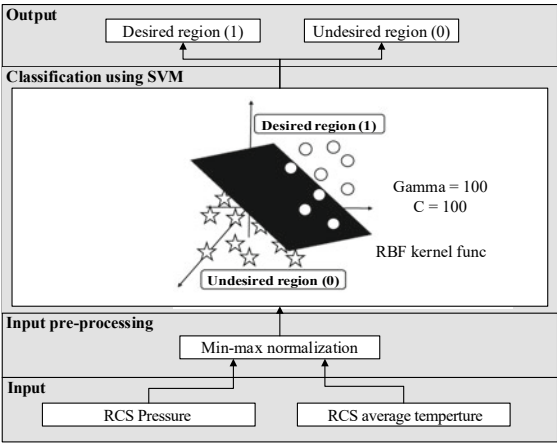 Output
Desired region (1)
Undesired region (0)
Classification using SVM
Desired region (1)
Gamma = 100
C = 100
RBF kernel func
Undesired region (0)
Input pre-processing
Min-max normalization
Input
RCS Pressure
RCS average temperture